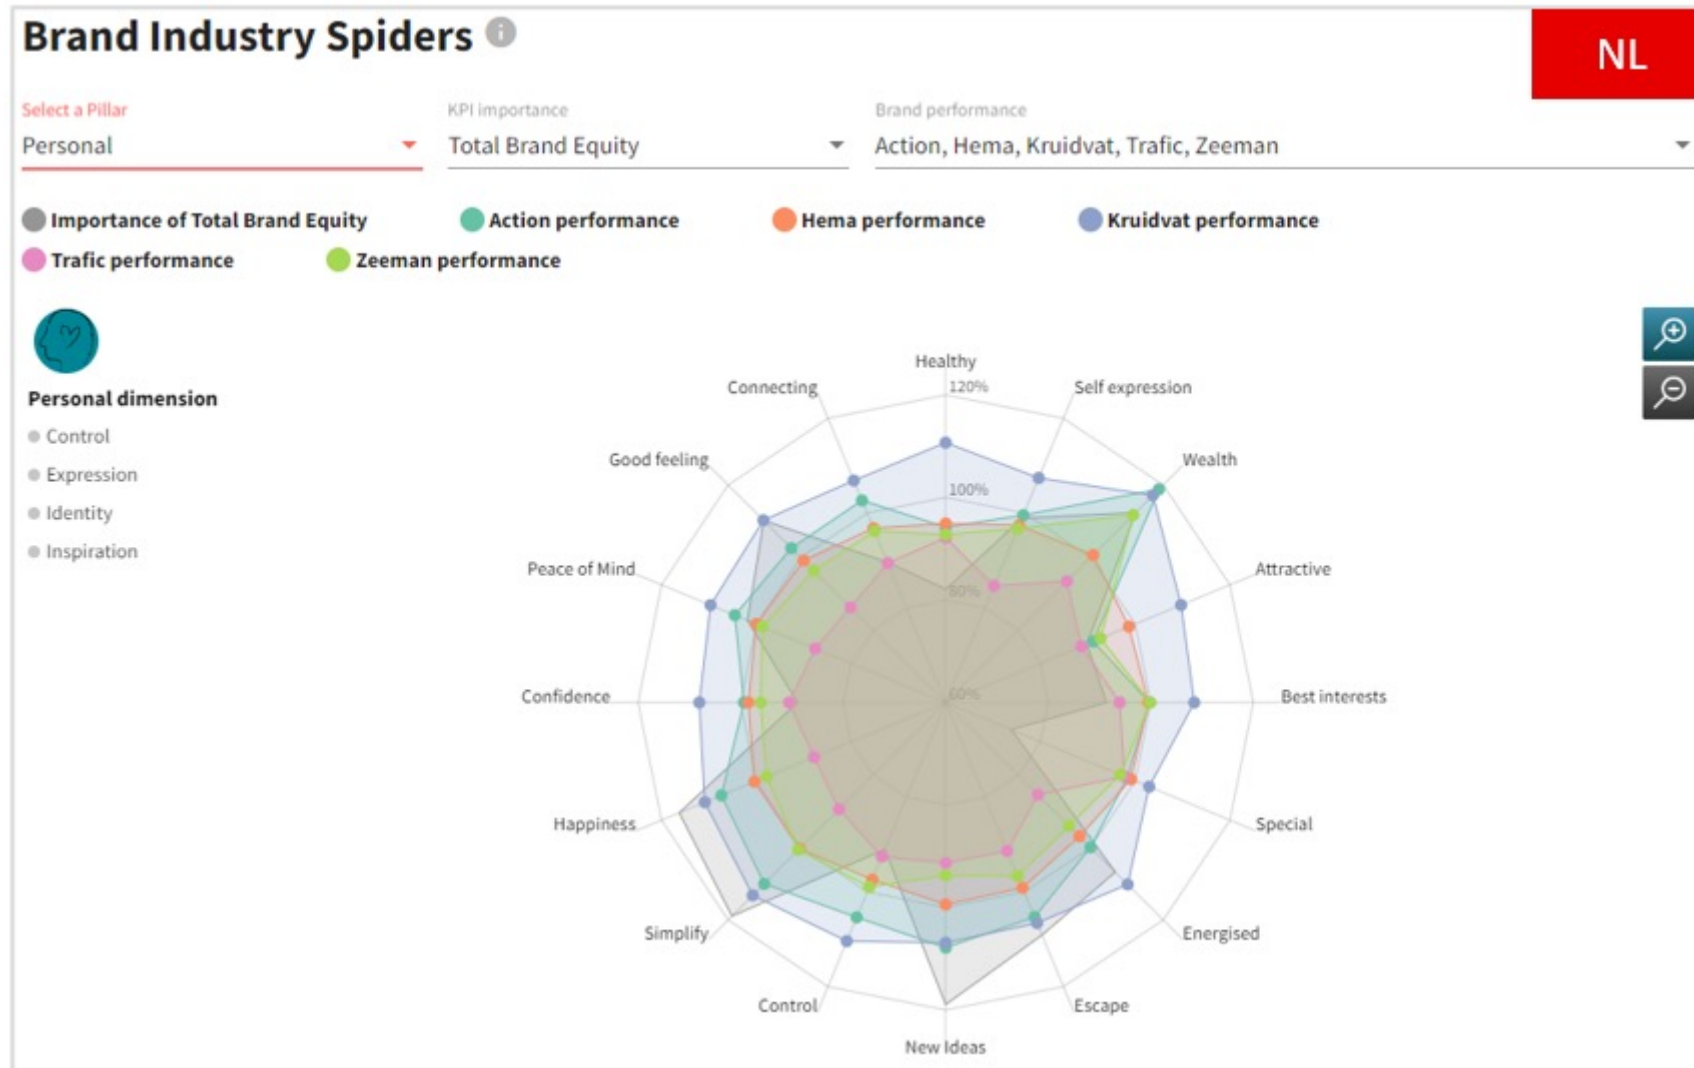 Brand Industry Spiders
NL
Select a Pillar
KPI importance
Brand performance
Personal
Total Brand Equity
Action, Hema, Kruidvat, Trafic, Zeeman
Importance of Total Brand Equity
Action performance
Hema performance
Kruidvat performance
Trafic performance
Zeeman performance
Personal dimension
Control
Expression
Identity
Inspiration
Healthy
120%
Connecting
Self expression
Good feeling
Wealth
100%
Peace of Mind
Attractive
80%
Confidence
60%
Best interests
Happiness
Special
Simplify
Energised
Control
Escape
New Ideas